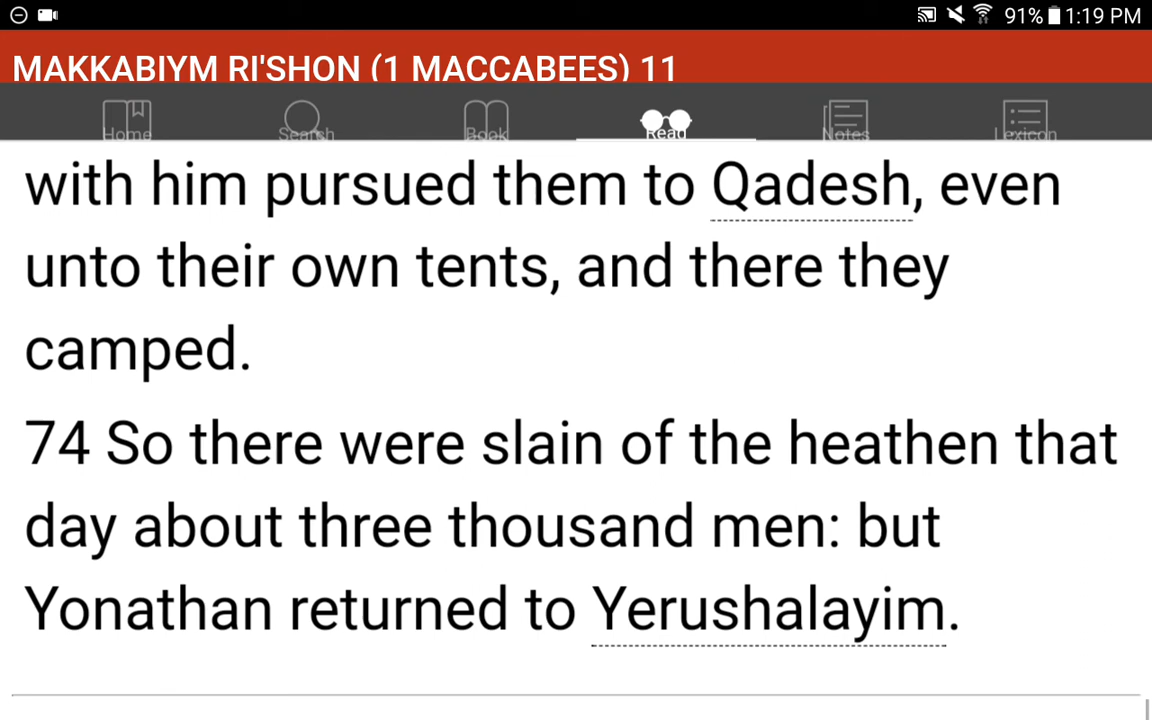 91% 1:19 PM
MAKKABIYM RI'SHON (1 MACCABEES) 11
Home Search Book Read Notes Lexicon
with him pursued them to Qadesh, even
unto their own tents, and there they
camped.
74 So there were slain of the heathen that
day about three thousand men: but
Yonathan returned to Yerushalayim.